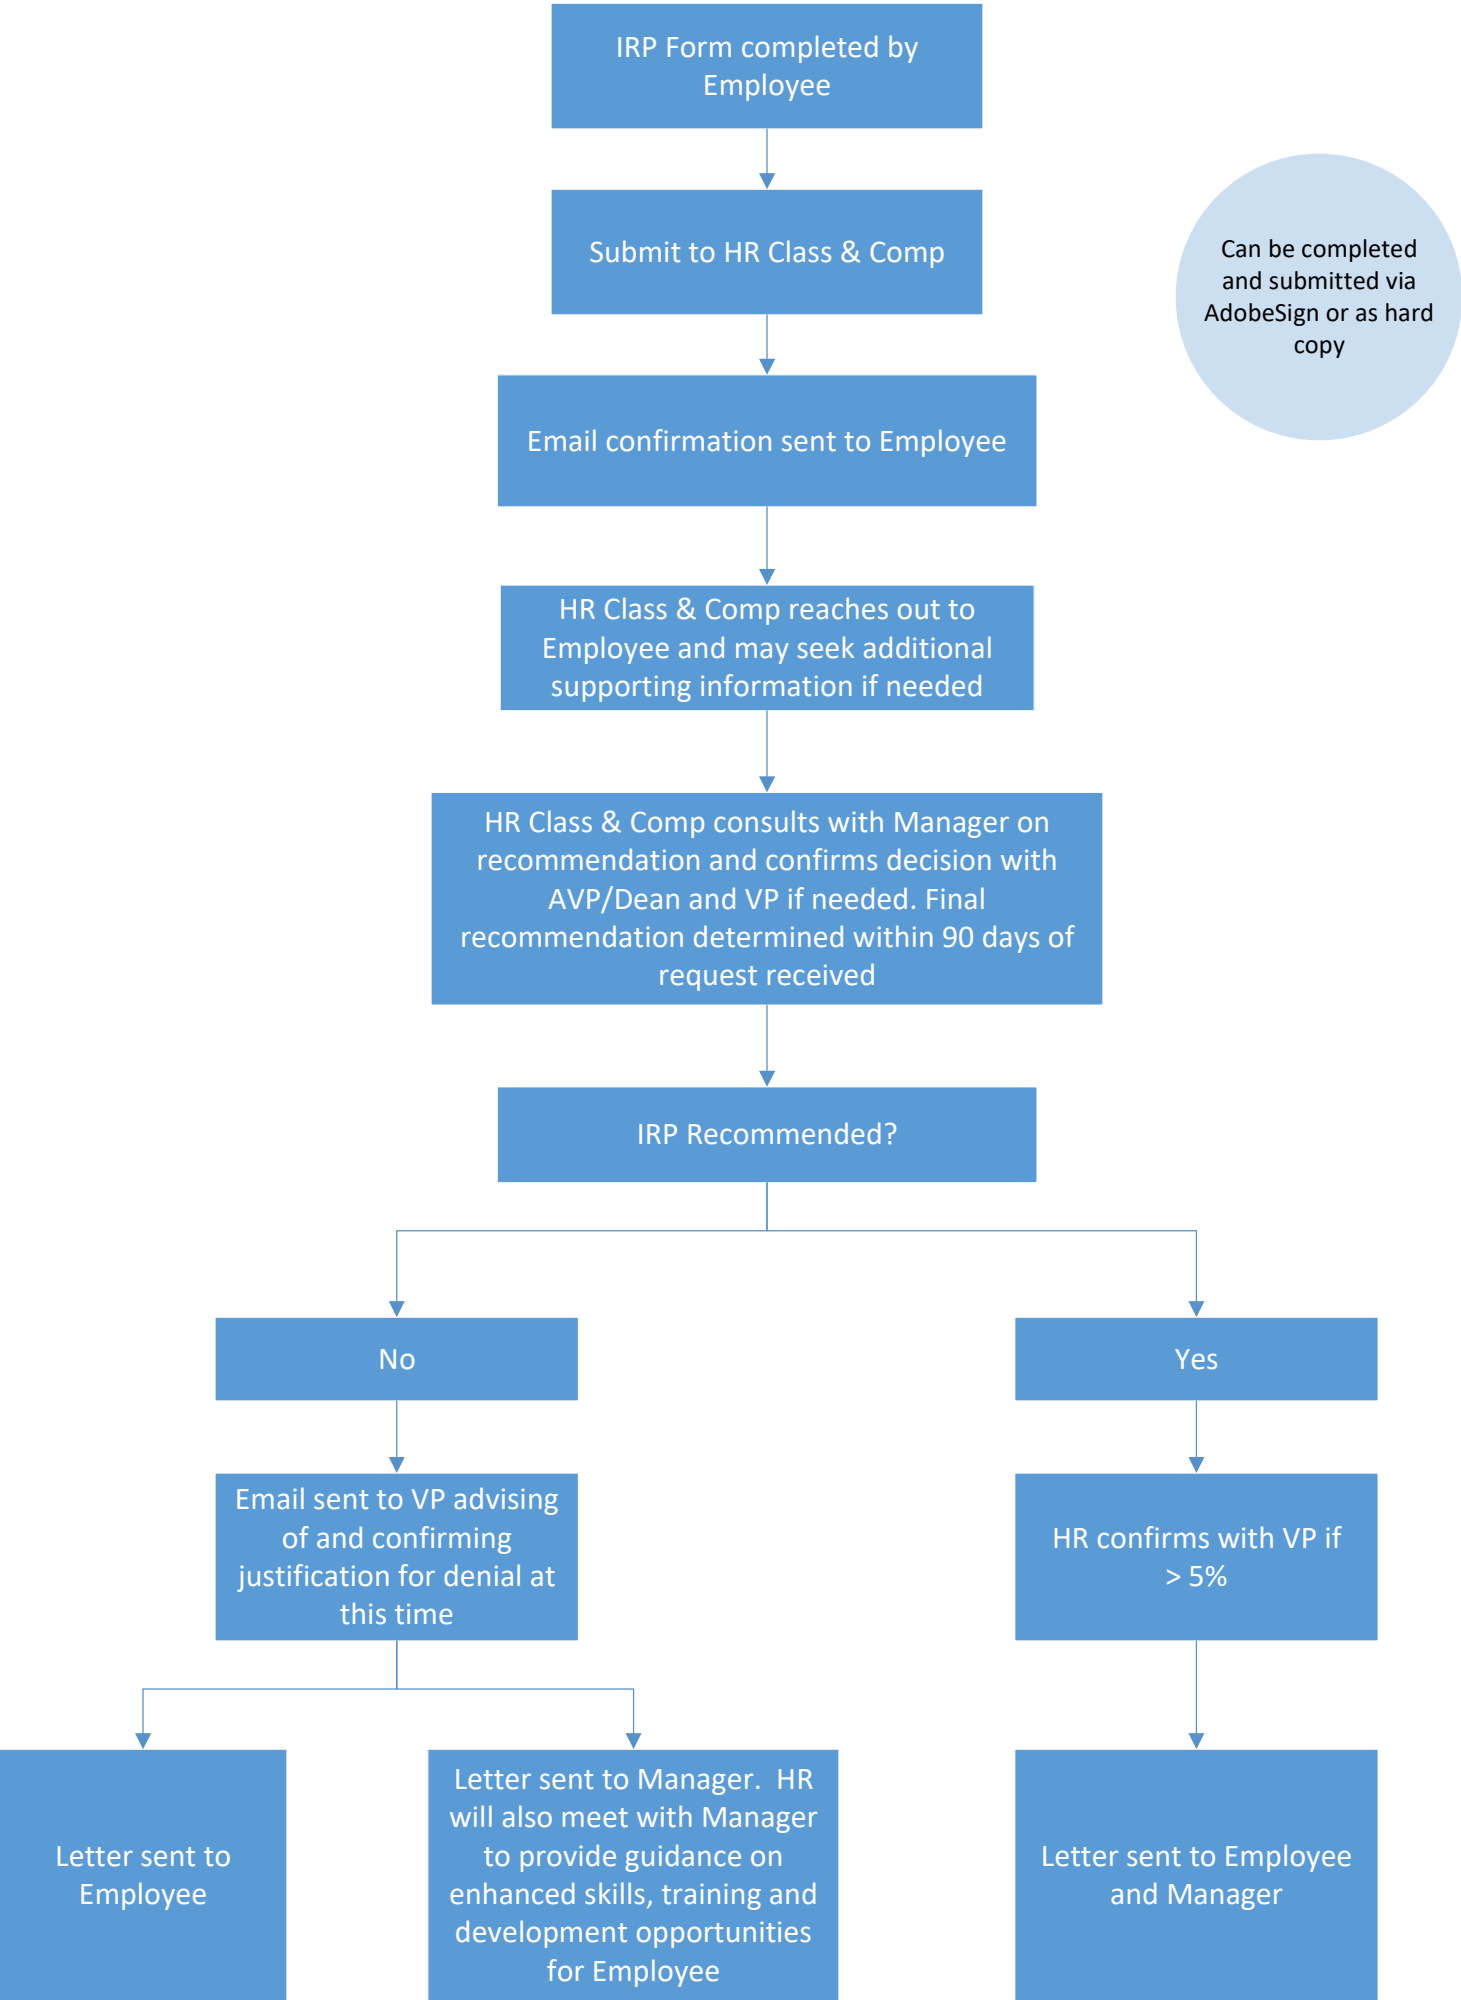 IRP Form completed by
Employee
Submit to HR Class & Comp
Can be completed
and submitted via
AdobeSign or as hard
copy
Email confirmation sent to Employee
HR Class & Comp reaches out to
Employee and may seek additional
supporting information if needed
HR Class & Comp consults with Manager on
recommendation and confirms decision with
AVP/Dean and VP if needed. Final
recommendation determined within 90 days of
request received
IRP Recommended?
No
Yes
Email sent to VP advising
of and confirming
justification for denial at
this time
HR confirms with VP if
> 5%
Letter sent to
Employee
Letter sent to Manager.  HR
will also meet with Manager
to provide guidance on
enhanced skills, training and
development opportunities
for Employee
Letter sent to Employee
and Manager